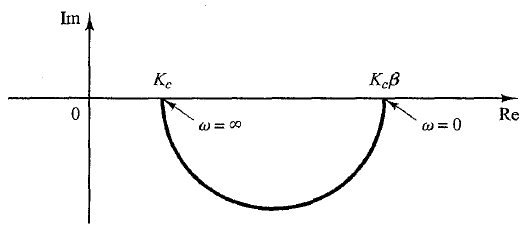 Im
K_c
K_cβ
0
ω = ∞
ω = 0
Re